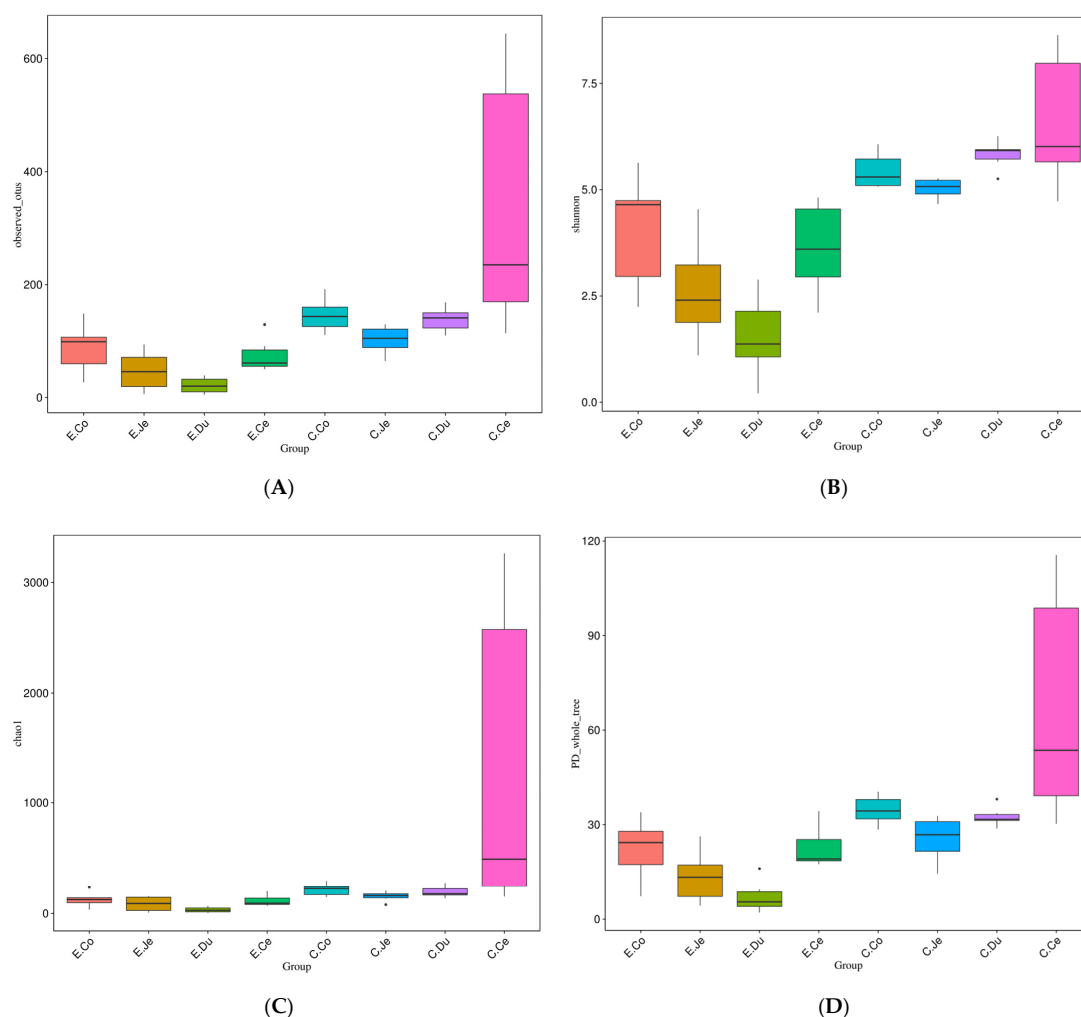 600
400
200
0
observed_otus
E.Co E.Je E.Du E.Ce C.Co C.Je C.Du C.Ce
Group
(A)
7.5
5.0
2.5
0.0
shannon
E.Co E.Je E.Du E.Ce C.Co C.Je C.Du C.Ce
Group
(B)
3000
2000
1000
0
chao1
E.Co E.Je E.Du E.Ce C.Co C.Je C.Du C.Ce
Group
(C)
120
90
60
30
0
PD_whole_tree
E.Co E.Je E.Du E.Ce C.Co C.Je C.Du C.Ce
Group
(D)